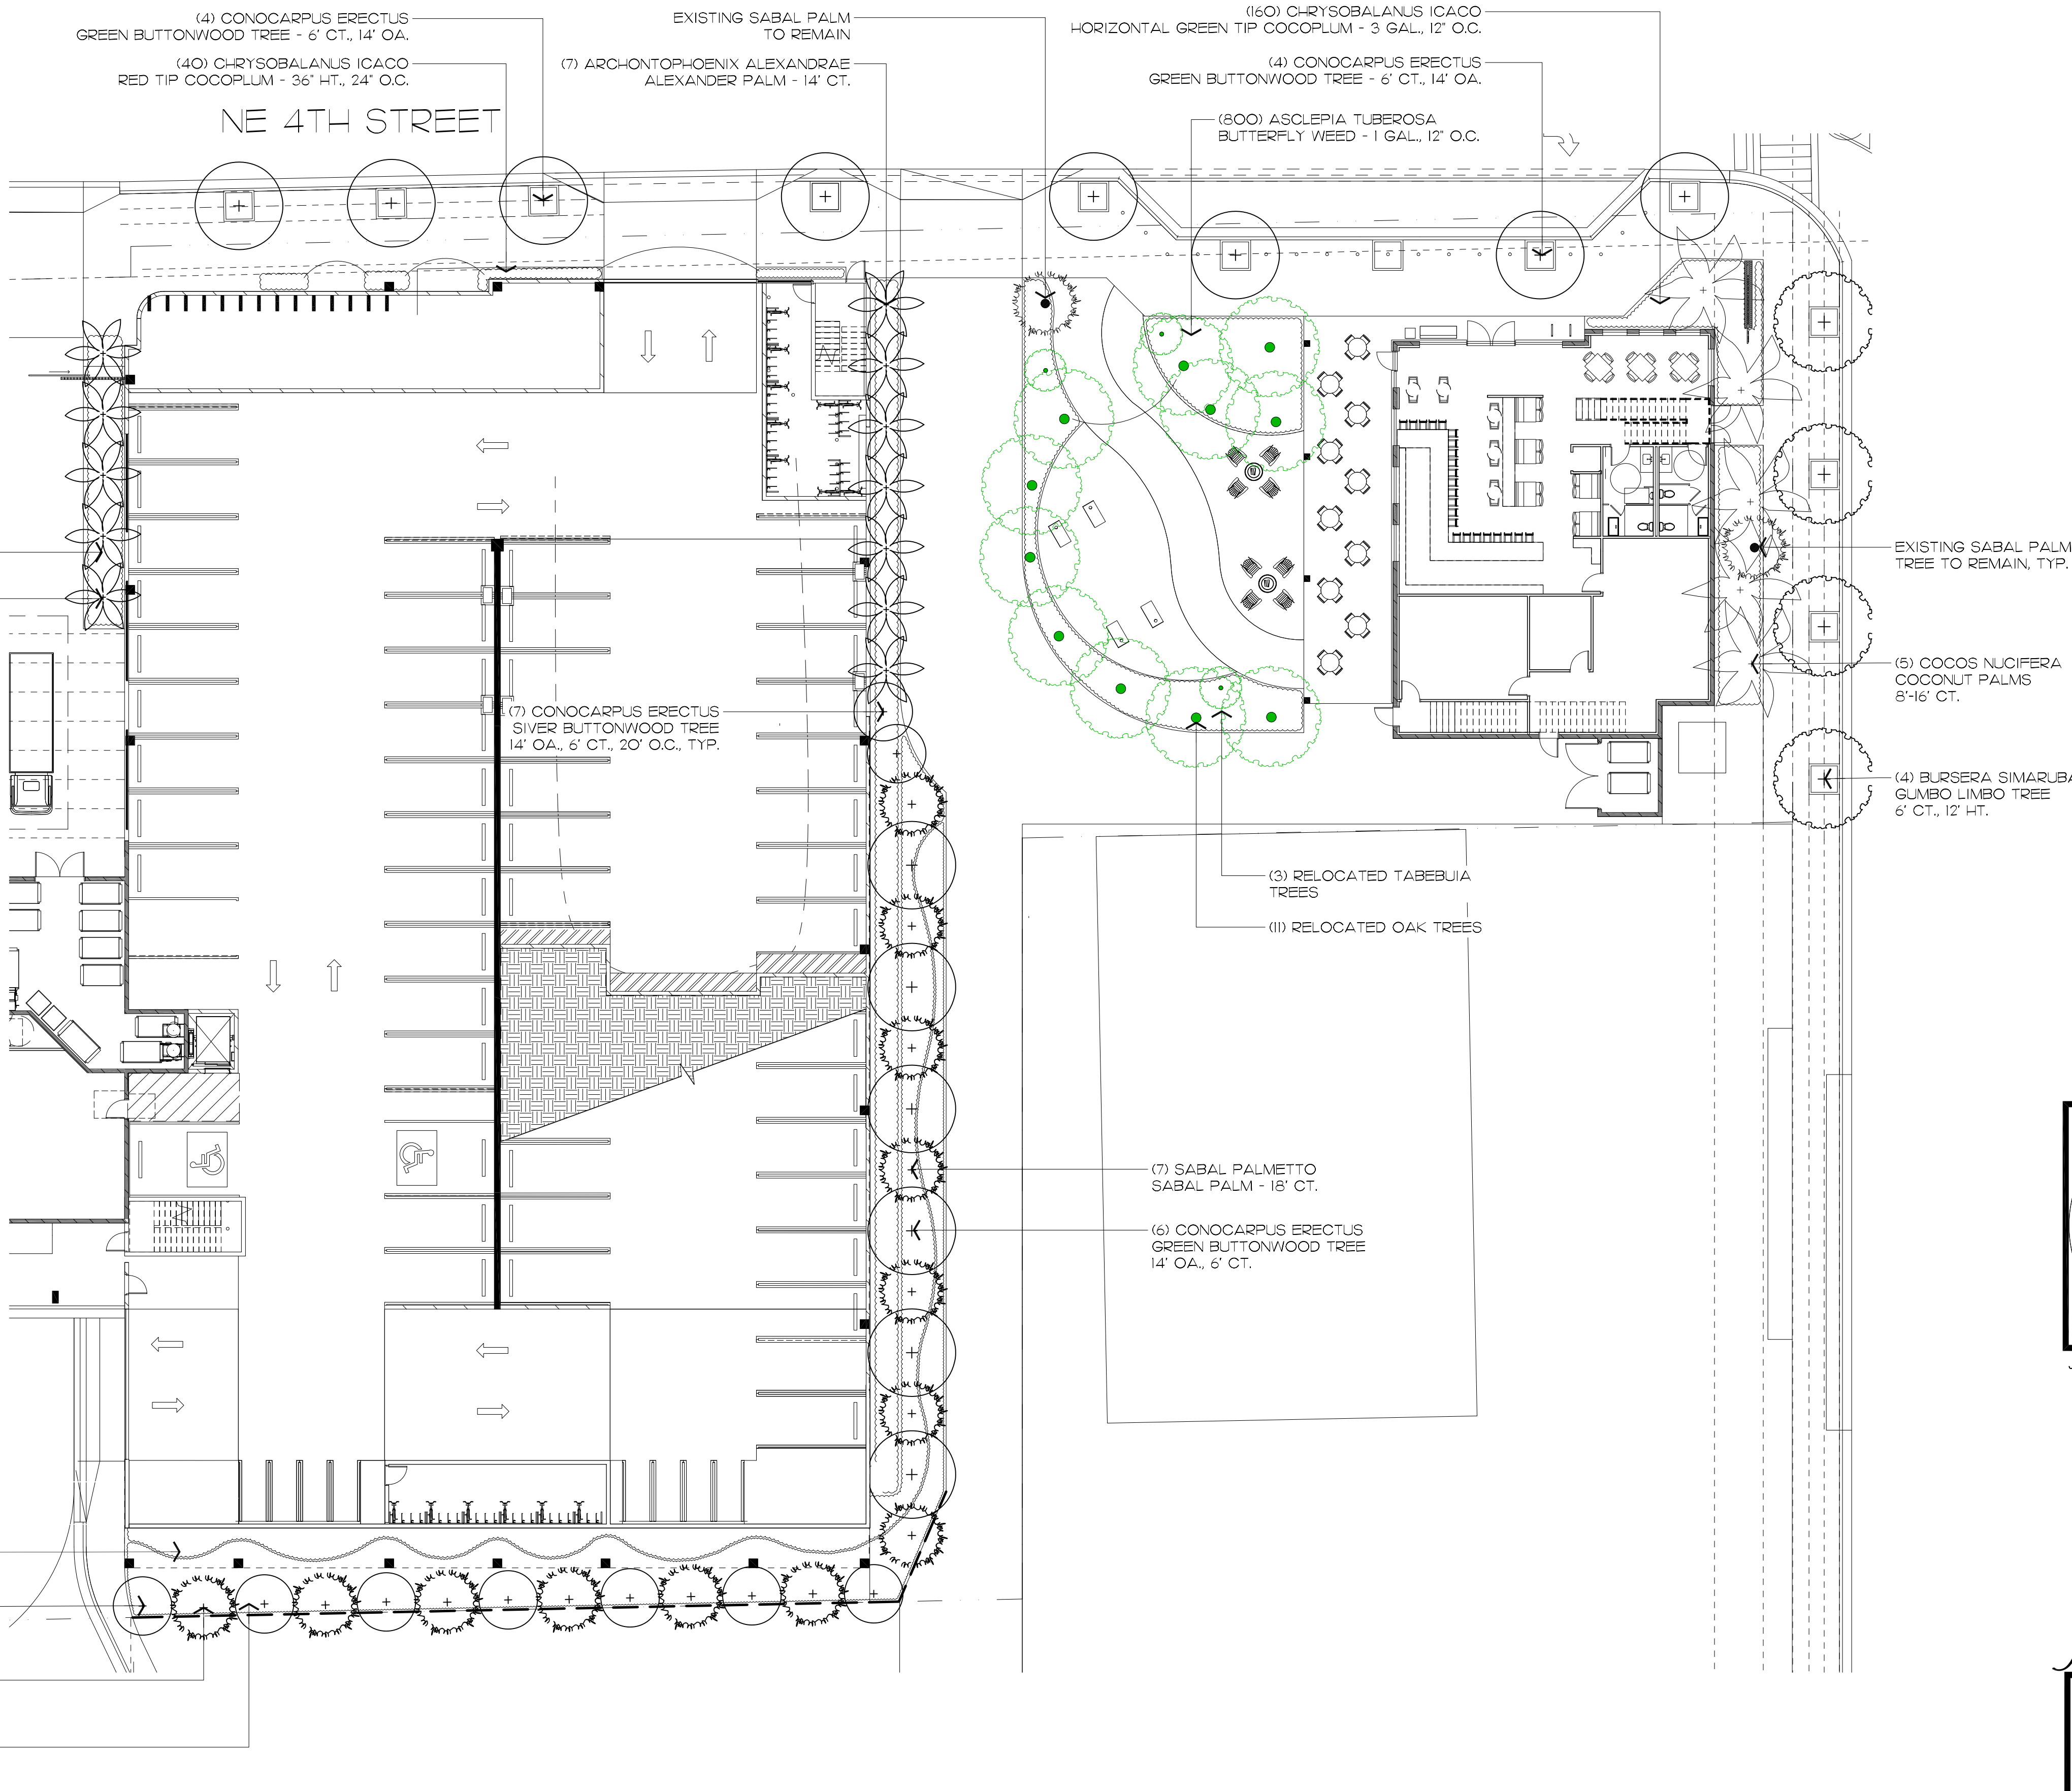 (4) CONOCARPUS ERECTUS
GREEN BUTTONWOOD TREE - 6' CT., 14' OA.
(40) CHRYSOBALANUS ICACO
RED TIP COCOPLUM - 36" HT., 24" O.C.
NE 4TH STREET
EXISTING SABAL PALM
TO REMAIN
(7) ARCHONTOPHOENIX ALEXANDRAE
ALEXANDER PALM - 14' CT.
(160) CHRYSOBALANUS ICACO
HORIZONTAL GREEN TIP COCOPLUM - 3 GAL., 12" O.C.
(4) CONOCARPUS ERECTUS
GREEN BUTTONWOOD TREE - 6' CT., 14' OA.
(800) ASCLEPIA TUBEROSA
BUTTERFLY WEED - 1 GAL., 12" O.C.
EXISTING SABAL PALM
TREE TO REMAIN, TYP.
(5) COCOS NUCIFERA
COCONUT PALMS
8'-16' CT.
(7) CONOCARPUS ERECTUS
SIVER BUTTONWOOD TREE
14' OA., 6' CT., 20' O.C., TYP.
(4) BURSERA SIMARUBA
GUMBO LIMBO TREE
6' CT., 12' HT.
(3) RELOCATED TABEBUIA
TREES
(11) RELOCATED OAK TREES
(7) SABAL PALMETTO
SABAL PALM - 18' CT.
(6) CONOCARPUS ERECTUS
GREEN BUTTONWOOD TREE
14' OA., 6' CT.